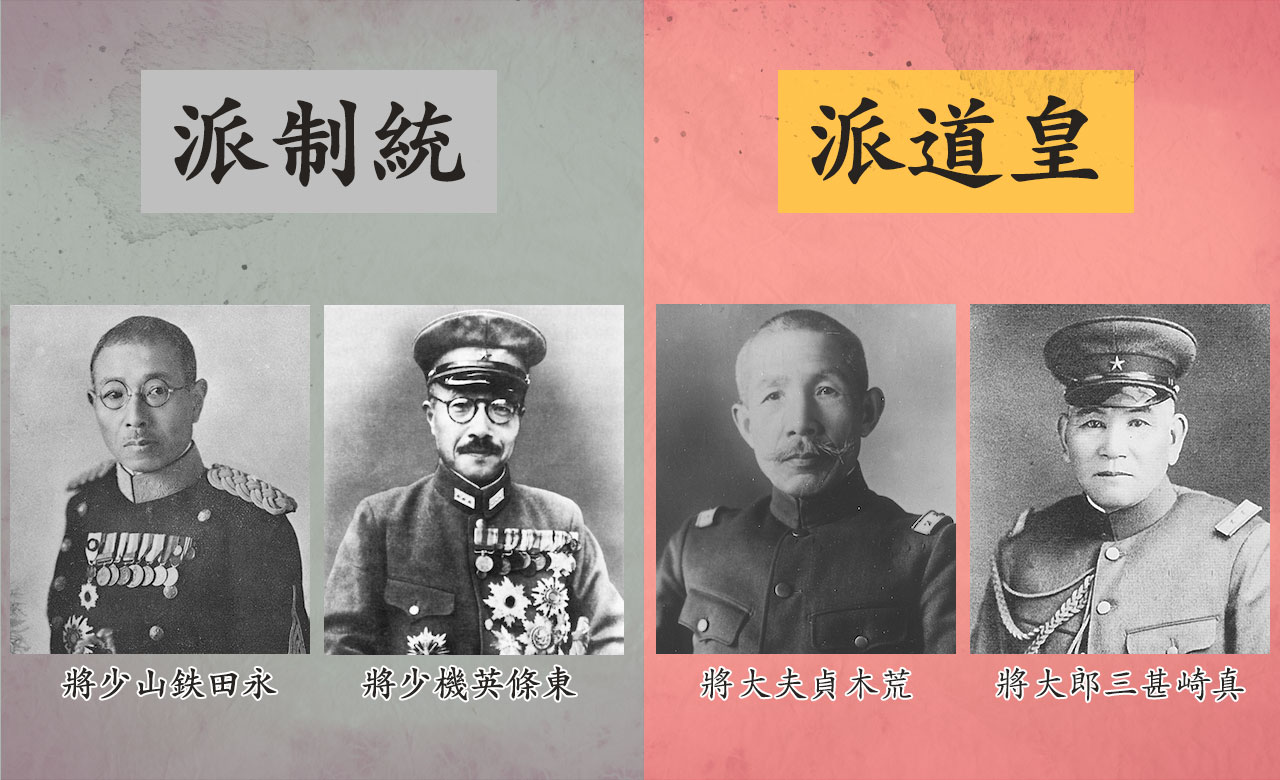 皇道派
統制派
真崎甚三郎大將
荒木貞夫大將
東條英機少將
永田鉄山少將